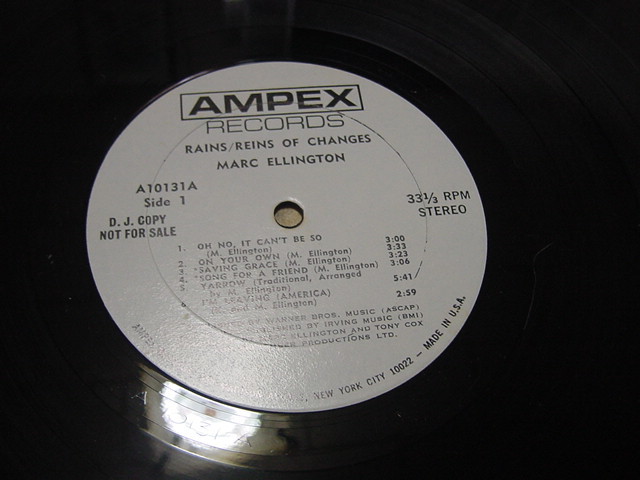 AMPEX
RECORDS
RAINS/REINS OF CHANGES
MARC ELLINGTON
A10131A
Side 1
D.J. COPY
NOT FOR SALE
33⅓ RPM
STEREO
1. OH NO, IT CAN'T BE SO 3:00
(M. Ellington)
2. ON YOUR OWN (M. Ellington) 3:33
3. *SAVING GRACE (M. Ellington) 3:23
4. *SONG FOR A FRIEND (M. Ellington) 3:06
5. YARROW (Traditional, Arranged 5:41
by M. Ellington)
6. I'M LEAVING (AMERICA) 2:59
and M. Ellington)
BY WARNER BROS. MUSIC (ASCAP)
PUBLISHED BY IRVING MUSIC (BMI)
MARC ELLINGTON AND TONY COX
PRODUCTIONS LTD.
AMPEX
, NEW YORK CITY 10022 - MADE IN U.S.A.